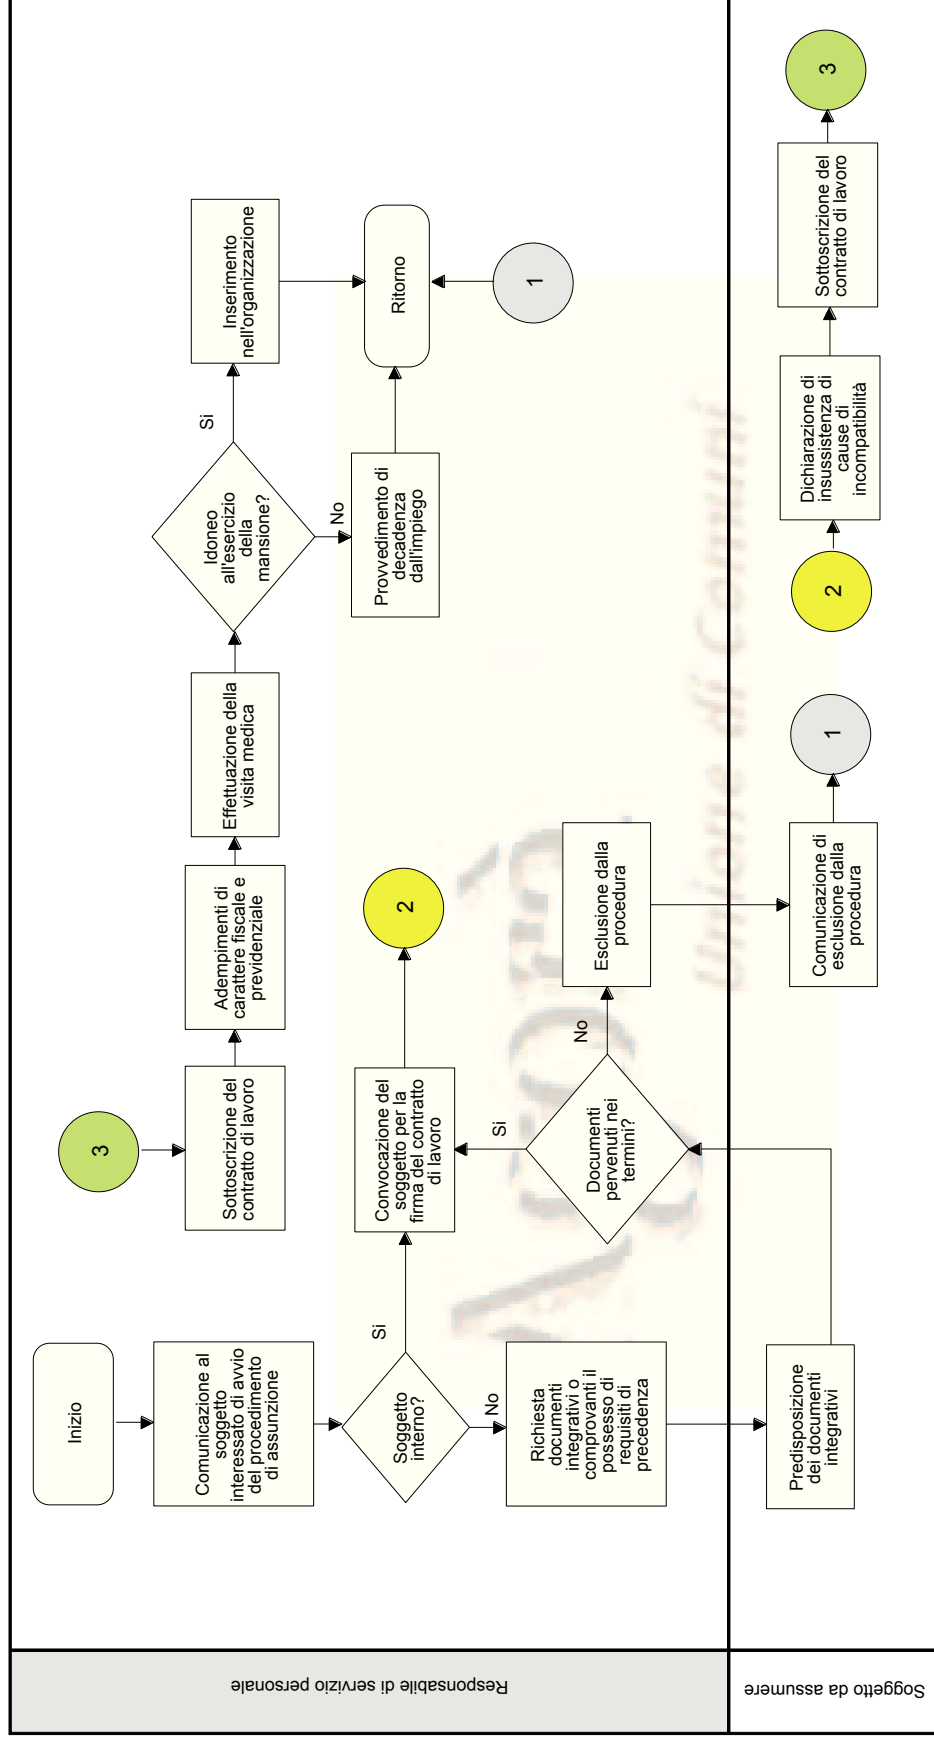 Responsabile di servizio personale
Inizio
Comunicazione al
soggetto
interessato di avvio
del procedimento
di assunzione
Soggetto
interno?
Si
No
Richiesta
documenti
integrativi o
comprovanti il
possesso di
requisiti di
precedenza
Convocazione del
soggetto per la
firma del contratto
di lavoro
2
Documenti
pervenuti nei
termini?
Si
No
Esclusione dalla
procedura
3
Sottoscrizione del
contratto di lavoro
Adempimenti di
carattere fiscale e
previdenziale
Effettuazione della
visita medica
Idoneo
all'esercizio
della
mansione?
Si
No
Inserimento
nell'organizzazione
Provvedimento di
decadenza
dall'impiego
Ritorno
1
Unione di Comuni
Soggetto da assumere
Predisposizione
dei documenti
integrativi
Comunicazione di
esclusione dalla
procedura
1
2
Dichiarazione di
insussistenza di
cause di
incompatibilità
Sottoscrizione del
contratto di lavoro
3